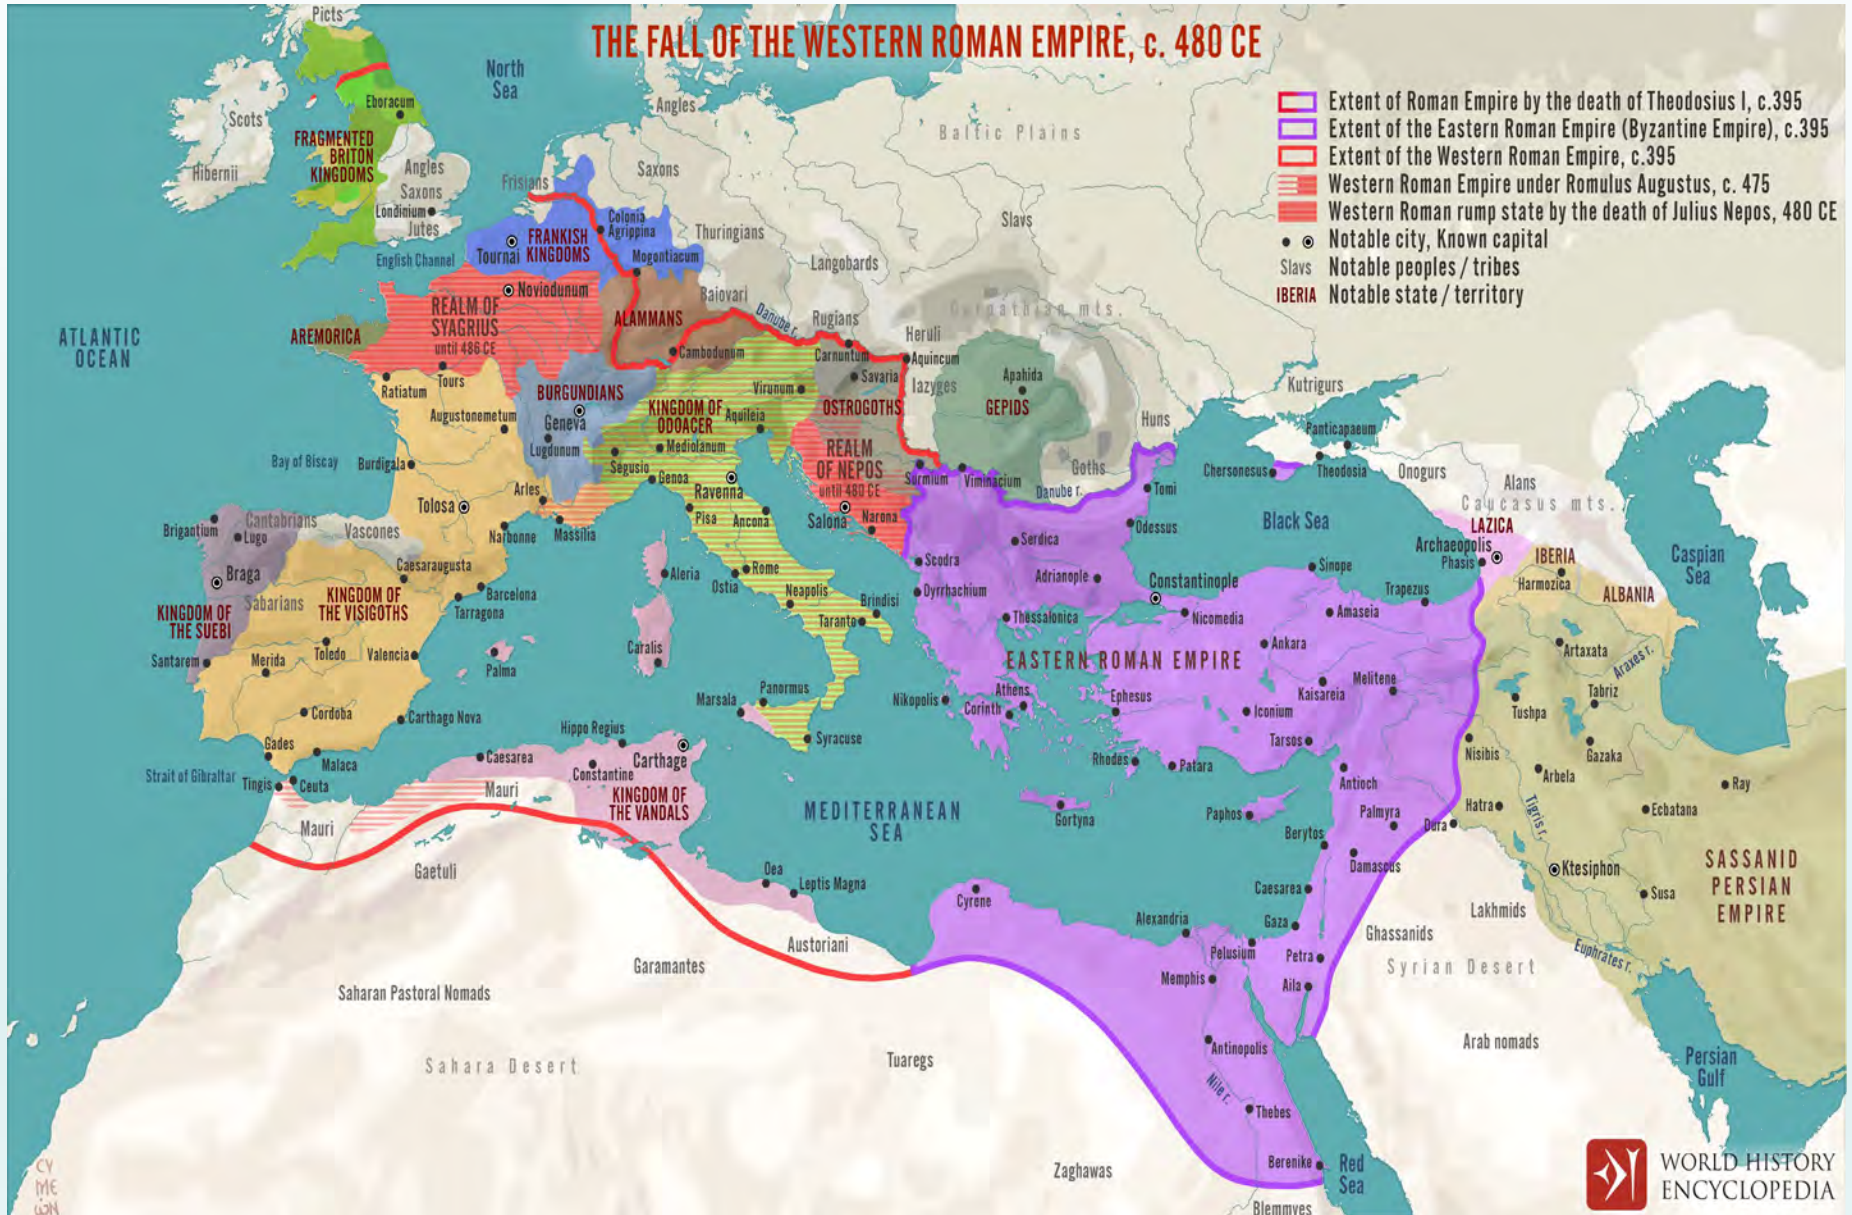 THE FALL OF THE WESTERN ROMAN EMPIRE, c. 480 CE
Extent of Roman Empire by the death of Theodosius I, c.395
Extent of the Eastern Roman Empire (Byzantine Empire), c.395
Extent of the Western Roman Empire, c.395
Western Roman Empire under Romulus Augustus, c. 475
Western Roman rump state by the death of Julius Nepos, 480 CE
Notable city, Known capital
Slavs Notable peoples / tribes
IBERIA Notable state / territory
Picts
North
Sea
Scots
Hibernii
Eboracum
FRAGMENTED
BRITON
KINGDOMS
Angles
Saxons
Londinium
Jutes
English Channel
Angles
Baltic Plains
Saxons
Frisians
Slavs
Thuringians
Langobards
Colonia
Agrippina
FRANKISH
KINGDOMS
Tournai
Mogontiacum
Noviodunum
REALM OF
SYAGRIUS
until 486 CE
AREMORICA
ALAMMANS
Baiovari
Danube r.
Rugians
Heruli
Carpathian mts.
ATLANTIC
OCEAN
Cambodunum
Carnuntum
Aquincum
Iazyges
Savaria
Virunum
Apahida
GEPIDS
Kutrigurs
Tours
Ratiatum
Augustonemetum
BURGUNDIANS
Geneva
Lugdunum
KINGDOM OF
ODOACER
Aquileia
Mediolanum
OSTROGOTHS
REALM
OF NEPOS
until 480 CE
Huns
Goths
Danube r.
Panticapaeum
Theodosia
Chersonesus
Onogurs
Alans
Caucasus mts.
Bay of Biscay
Burdigala
Segusio
Genoa
Ravenna
Sirmium
Viminacium
Tomi
Odessus
Black Sea
LAZICA
Archaeopolis
Phasis
IBERIA
Harmozica
ALBANIA
Caspian
Sea
Tolosa
Arles
Massilia
Narbonne
Pisa
Ancona
Salona
Narona
Scodra
Serdica
Sinope
Trapezus
Brigantium
Cantabrians
Lugo
Vascones
Braga
Caesaraugusta
Barcelona
Tarragona
Sabarians
KINGDOM OF
THE VISIGOTHS
KINGDOM OF
THE SUEBI
Aleria
Ostia
Rome
Neapolis
Brindisi
Taranto
Dyrrhachium
Adrianople
Constantinople
Thessalonica
Nicomedia
Amaseia
Ankara
Artaxata
Araxes r.
Santarem
Merida
Toledo
Valencia
Palma
Caralis
EASTERN ROMAN EMPIRE
Melitene
Kaisareia
Tabriz
Tushpa
Cordoba
Carthago Nova
Marsala
Panormus
Syracuse
Nikopolis
Athens
Corinth
Ephesus
Iconium
Tarsos
Nisibis
Gazaka
Arbela
Ray
Gades
Malaca
Strait of Gibraltar
Tingis
Ceuta
Caesarea
Hippo Regius
Carthage
Constantine
KINGDOM OF
THE VANDALS
Mauri
Mauri
Rhodes
Patara
Antioch
Palmyra
Hatra
Dura
Tigris r.
Ecbatana
MEDITERRANEAN
SEA
Gortyna
Paphos
Berytos
Damascus
Ktesiphon
Susa
SASSANID
PERSIAN
EMPIRE
Gaetuli
Oea
Leptis Magna
Cyrene
Alexandria
Caesarea
Gaza
Pelusium
Petra
Ghassanids
Lakhmids
Syrian Desert
Euphrates r.
Austoriani
Garamantes
Memphis
Aila
Saharan Pastoral Nomads
Sahara Desert
Tuaregs
Antinopolis
Nile r.
Thebes
Arab nomads
Persian
Gulf
Zaghawas
Berenike
Red
Sea
Blemmyes
WORLD HISTORY
ENCYCLOPEDIA